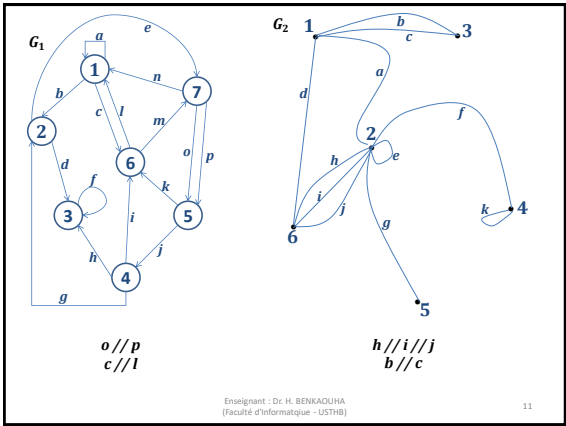 G₁
e
a
1
b
c
l
n
7
2
m
6
o
p
d
f
k
3
i
5
h
j
4
g
o // p
c // l
G₂
1
b
c
3
a
d
2
f
h
e
i
j
k
4
g
6
5
h // i // j
b // c
Enseignant : Dr. H. BENKAOUHA
(Faculté d'Informatqiue - USTHB)
11